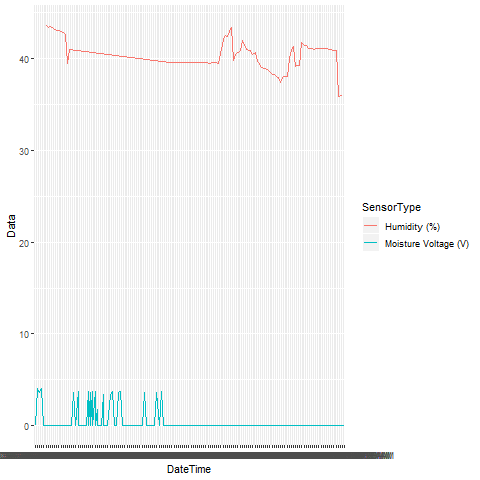 40
30
20
10
0
Data
DateTime
SensorType
Humidity (%)
Moisture Voltage (V)